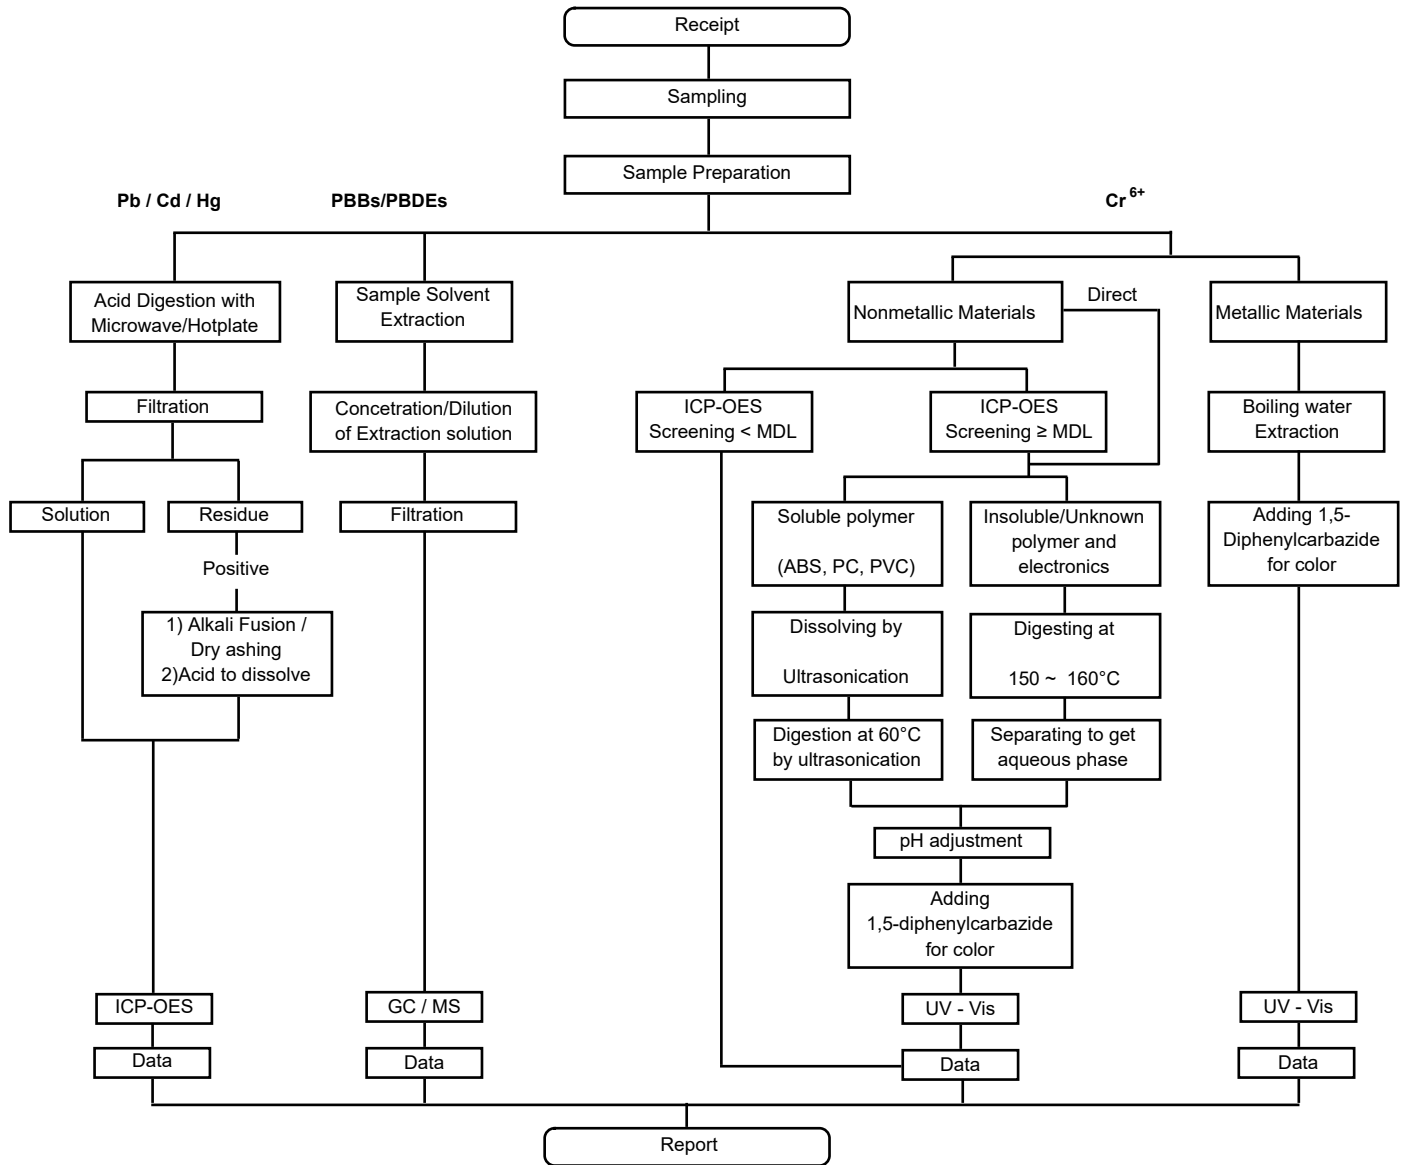 Receipt
Sampling
Sample Preparation
Pb / Cd / Hg
PBBs/PBDEs
Cr 6+
Acid Digestion with
Microwave/Hotplate
Sample Solvent
Extraction
Nonmetallic Materials
Direct
Metallic Materials
Filtration
Concetration/Dilution
of Extraction solution
ICP-OES
Screening < MDL
ICP-OES
Screening ≥ MDL
Boiling water
Extraction
Solution
Residue
Filtration
Soluble polymer
(ABS, PC, PVC)
Insoluble/Unknown
polymer and
electronics
Adding 1,5-
Diphenylcarbazide
for color
Positive
1) Alkali Fusion /
Dry ashing
2)Acid to dissolve
Dissolving by
Ultrasonication
Digesting at
150 ~ 160°C
Digestion at 60°C
by ultrasonication
Separating to get
aqueous phase
pH adjustment
Adding
1,5-diphenylcarbazide
for color
ICP-OES
GC / MS
UV - Vis
UV - Vis
Data
Data
Data
Data
Report